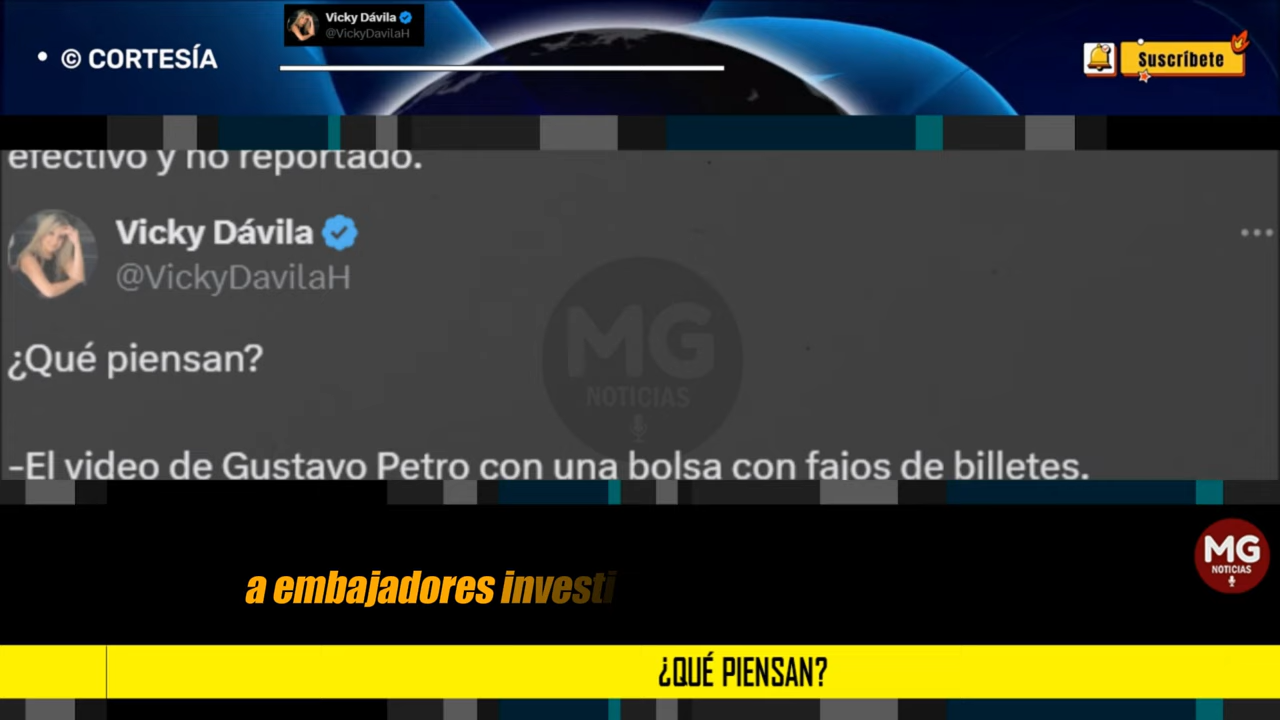 Vicky Dávila
@VickyDavilaH
• © CORTESÍA
Suscríbete
efectivo y no reportado.
Vicky Dávila
@VickyDavilaH
¿Qué piensan?
MG
NOTICIAS
-El video de Gustavo Petro con una bolsa con fajos de billetes.
MG
NOTICIAS
a embajadores investi
¿QUÉ PIENSAN?